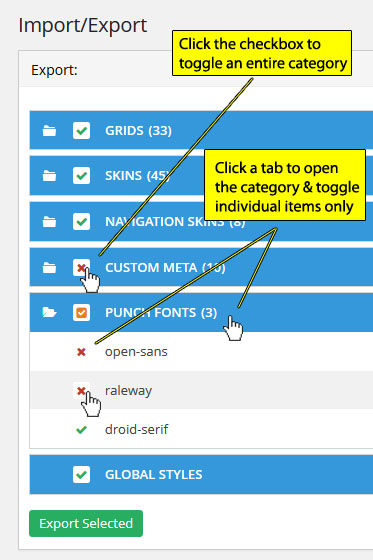 Import/Export
Click the checkbox to
toggle an entire category
Export:
GRIDS (33)
SKINS (45)
Click a tab to open
the category & toggle
individual items only
NAVIGATION SKINS (8)
CUSTOM META (10)
PUNCH FONTS (3)
open-sans
raleway
droid-serif
GLOBAL STYLES
Export Selected